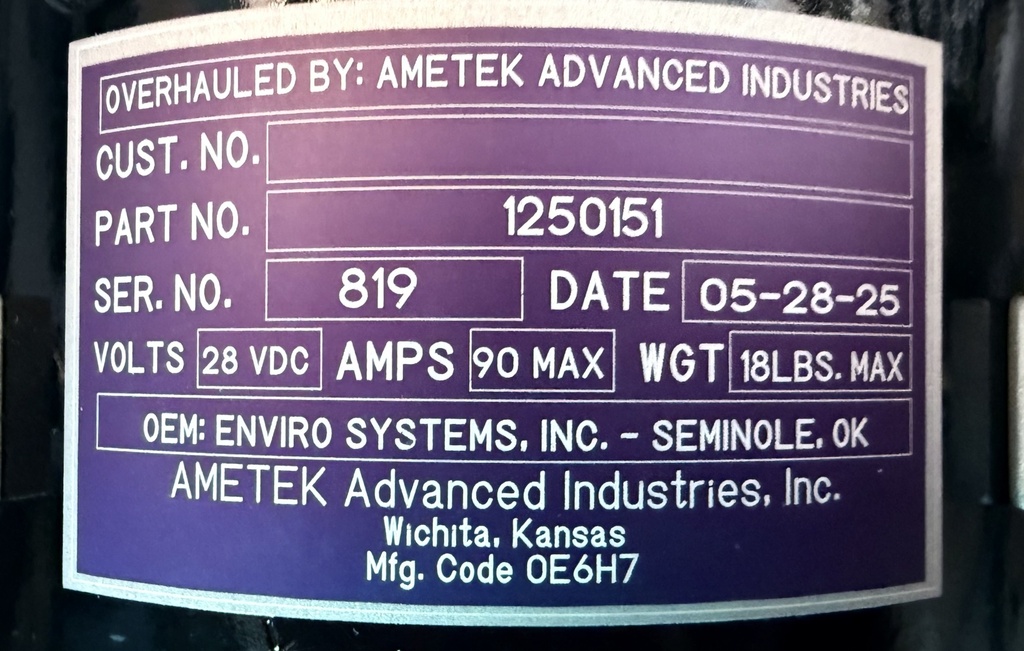 OVERHAULED BY: AMETEK ADVANCED INDUSTRIES
CUST. NO.
PART NO. 1250151
SER. NO. 819 DATE 05-28-25
VOLTS 28 VDC AMPS 90 MAX WGT 18LBS. MAX
OEM: ENVIRO SYSTEMS, INC. - SEMINOLE, OK
AMETEK Advanced Industries, Inc.
Wichita, Kansas
Mfg. Code 0E6H7